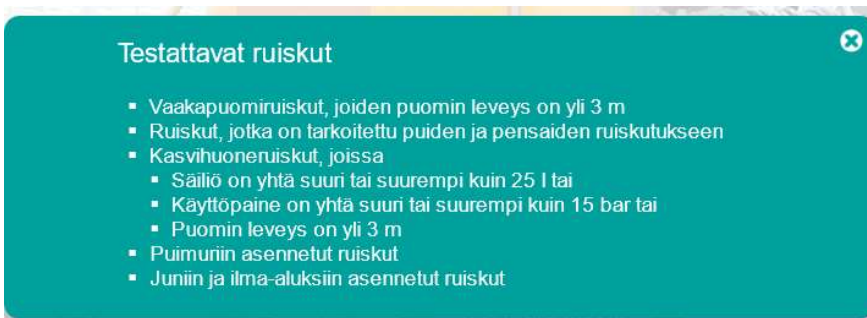 Testattavat ruiskut
▪ Vaakapuomiruiskut, joiden puomin leveys on yli 3 m
▪ Ruiskut, jotka on tarkoitettu puiden ja pensaiden ruiskutukseen
▪ Kasvihuoneruiskut, joissa
▪ Säiliö on yhtä suuri tai suurempi kuin 25 l tai
▪ Käyttöpaine on yhtä suuri tai suurempi kuin 15 bar tai
▪ Puomin leveys on yli 3 m
▪ Puimuriin asennetut ruiskut
▪ Juniin ja ilma-aluksiin asennetut ruiskut